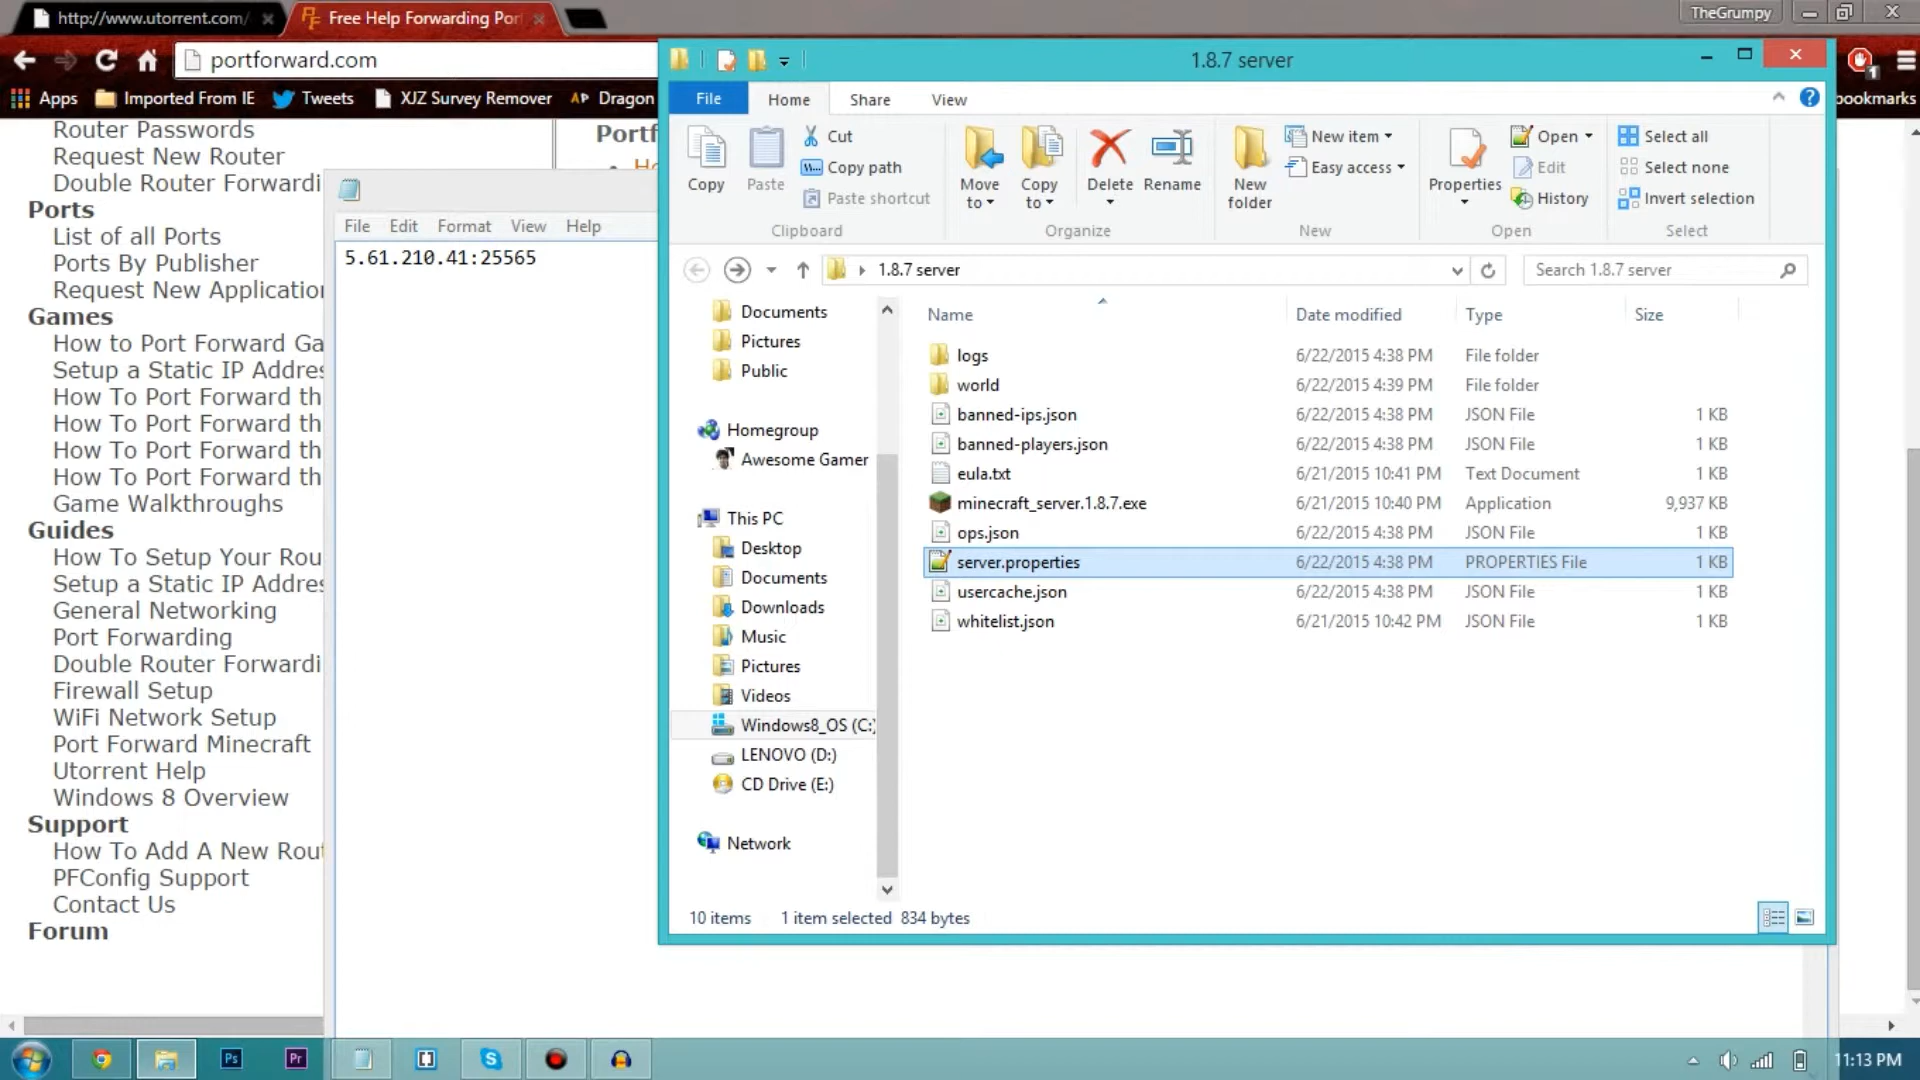 http://www.utorrent.com/
Free Help Forwarding Por
TheGrumpy
portforward.com
Apps
Imported From IE
Tweets
XJZ Survey Remover
Dragon
bookmarks
Router Passwords
Request New Router
Double Router Forwardi
Ports
List of all Ports
Ports By Publisher
Request New Application
Games
How to Port Forward Ga
Setup a Static IP Addres
How To Port Forward th
How To Port Forward th
How To Port Forward th
How To Port Forward th
Game Walkthroughs
Guides
How To Setup Your Rou
Setup a Static IP Addres
General Networking
Port Forwarding
Double Router Forwardi
Firewall Setup
WiFi Network Setup
Port Forward Minecraft
Utorrent Help
Windows 8 Overview
Support
How To Add A New Rout
PFConfig Support
Contact Us
Forum
Portf
Ho
File Edit Format View Help
5.61.210.41:25565
1.8.7 server
File Home Share View
Copy
Paste
Cut
Copy path
Paste shortcut
Clipboard
Move to
Copy to
Delete
Rename
Organize
New folder
New item
Easy access
New
Properties
Open
Edit
History
Open
Select all
Select none
Invert selection
Select
1.8.7 server
Search 1.8.7 server
Documents
Pictures
Public
Homegroup
Awesome Gamer
This PC
Desktop
Documents
Downloads
Music
Pictures
Videos
Windows8_OS (C:)
LENOVO (D:)
CD Drive (E:)
Network
Name Date modified Type Size
logs 6/22/2015 4:38 PM File folder
world 6/22/2015 4:39 PM File folder
banned-ips.json 6/22/2015 4:38 PM JSON File 1 KB
banned-players.json 6/22/2015 4:38 PM JSON File 1 KB
eula.txt 6/21/2015 10:41 PM Text Document 1 KB
minecraft_server.1.8.7.exe 6/21/2015 10:40 PM Application 9,937 KB
ops.json 6/22/2015 4:38 PM JSON File 1 KB
server.properties 6/22/2015 4:38 PM PROPERTIES File 1 KB
usercache.json 6/22/2015 4:38 PM JSON File 1 KB
whitelist.json 6/21/2015 10:42 PM JSON File 1 KB
10 items 1 item selected 834 bytes
Ps
Pr
11:13 PM